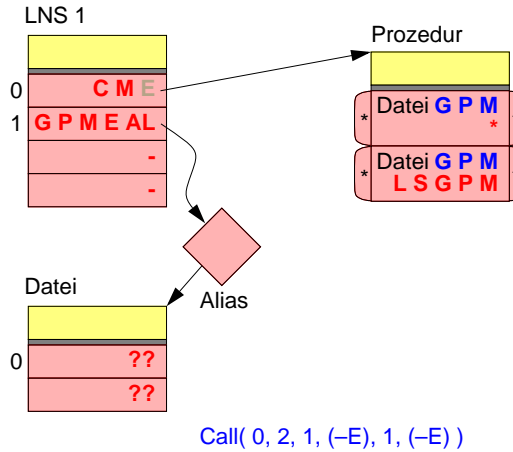 LNS 1
Prozedur
0 C M E
1 G P M E AL
-
-
* Datei G P M
*
* Datei G P M
L S G P M
Alias
Datei
0 ??
??
Call( 0, 2, 1, (–E), 1, (–E) )